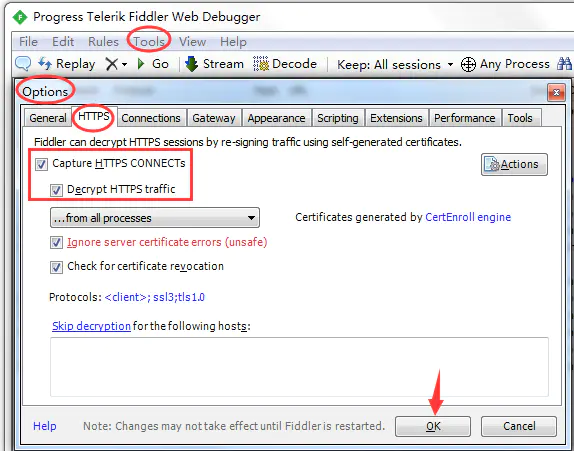 Progress Telerik Fiddler Web Debugger
File Edit Rules Tools View Help
Replay X Go Stream Decode Keep: All sessions Any Process
Options
General HTTPS Connections Gateway Appearance Scripting Extensions Performance Tools
Fiddler can decrypt HTTPS sessions by re-signing traffic using self-generated certificates.
Capture HTTPS CONNECTs Actions
Decrypt HTTPS traffic
...from all processes Certificates generated by CertEnroll engine
Ignore server certificate errors (unsafe)
Check for certificate revocation
Protocols: <client>; ssl3;tls1.0
Skip decryption for the following hosts:
Help Note: Changes may not take effect until Fiddler is restarted. OK Cancel